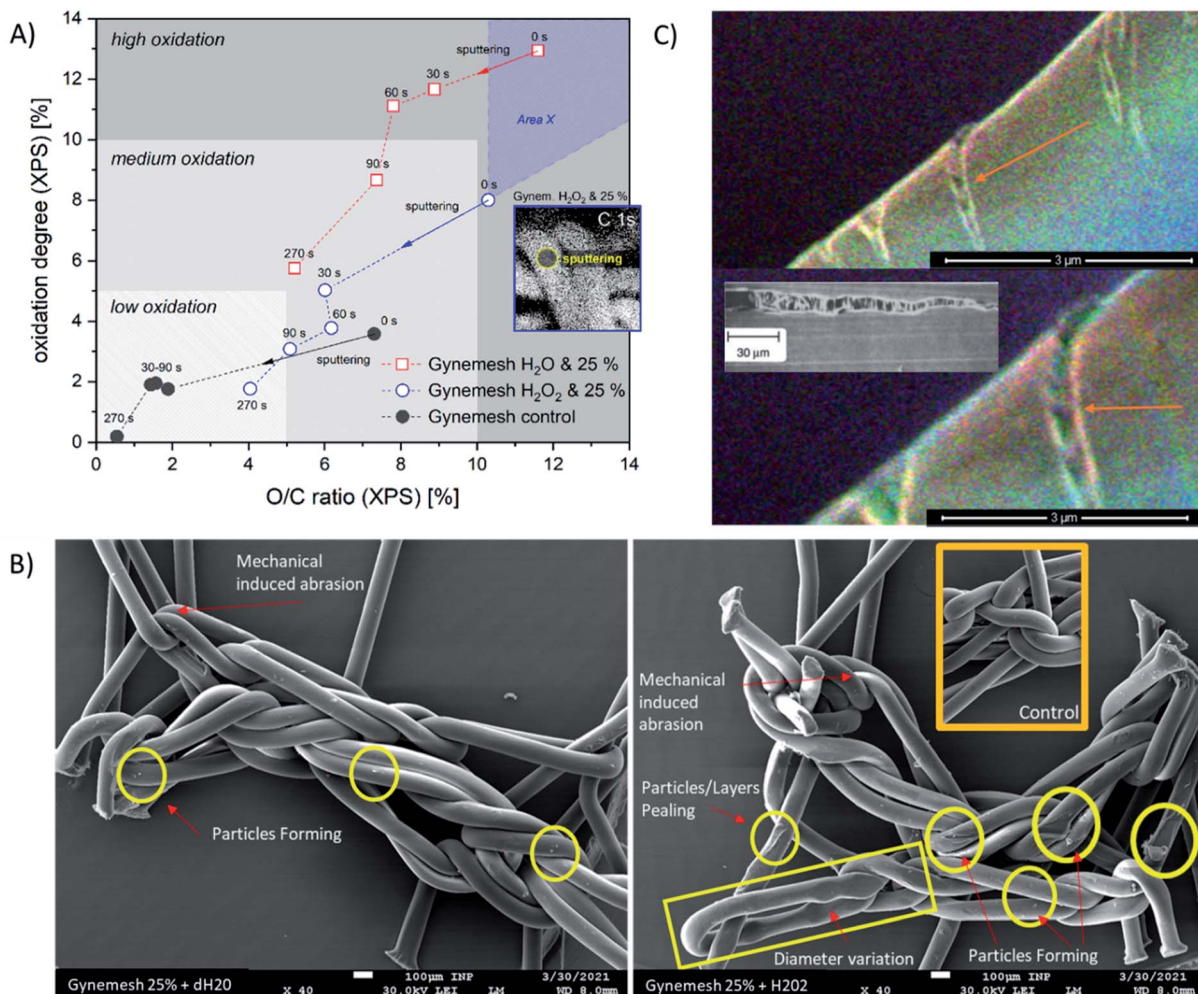 A)
high oxidation
medium oxidation
low oxidation
0 s
sputtering
30 s
60 s
90 s
270 s
Area X
0 s
sputtering
30 s
60 s
90 s
270 s
0 s
sputtering
30-90 s
270 s
Gynem. H₂O₂ & 25 %
C 1s
sputtering
Gynemesh H₂O & 25 %
Gynemesh H₂O₂ & 25 %
Gynemesh control
oxidation degree (XPS) [%]
14
12
10
8
6
4
2
0
0 2 4 6 8 10 12 14
O/C ratio (XPS) [%]
C)
3 µm
30 µm
3 µm
B)
Mechanical
induced abrasion
Particles Forming
Gynemesh 25% + dH20
100µm INP
3/30/2021
X 40
30.0kV LEI
LM
WD 8.0mm
Control
Mechanical
induced
abrasion
Particles/Layers
Pealing
Diameter variation
Particles Forming
Gynemesh 25% + H2O2
100µm INP
3/30/2021
X 40
30.0kV LEI
LM
WD 8.0mm